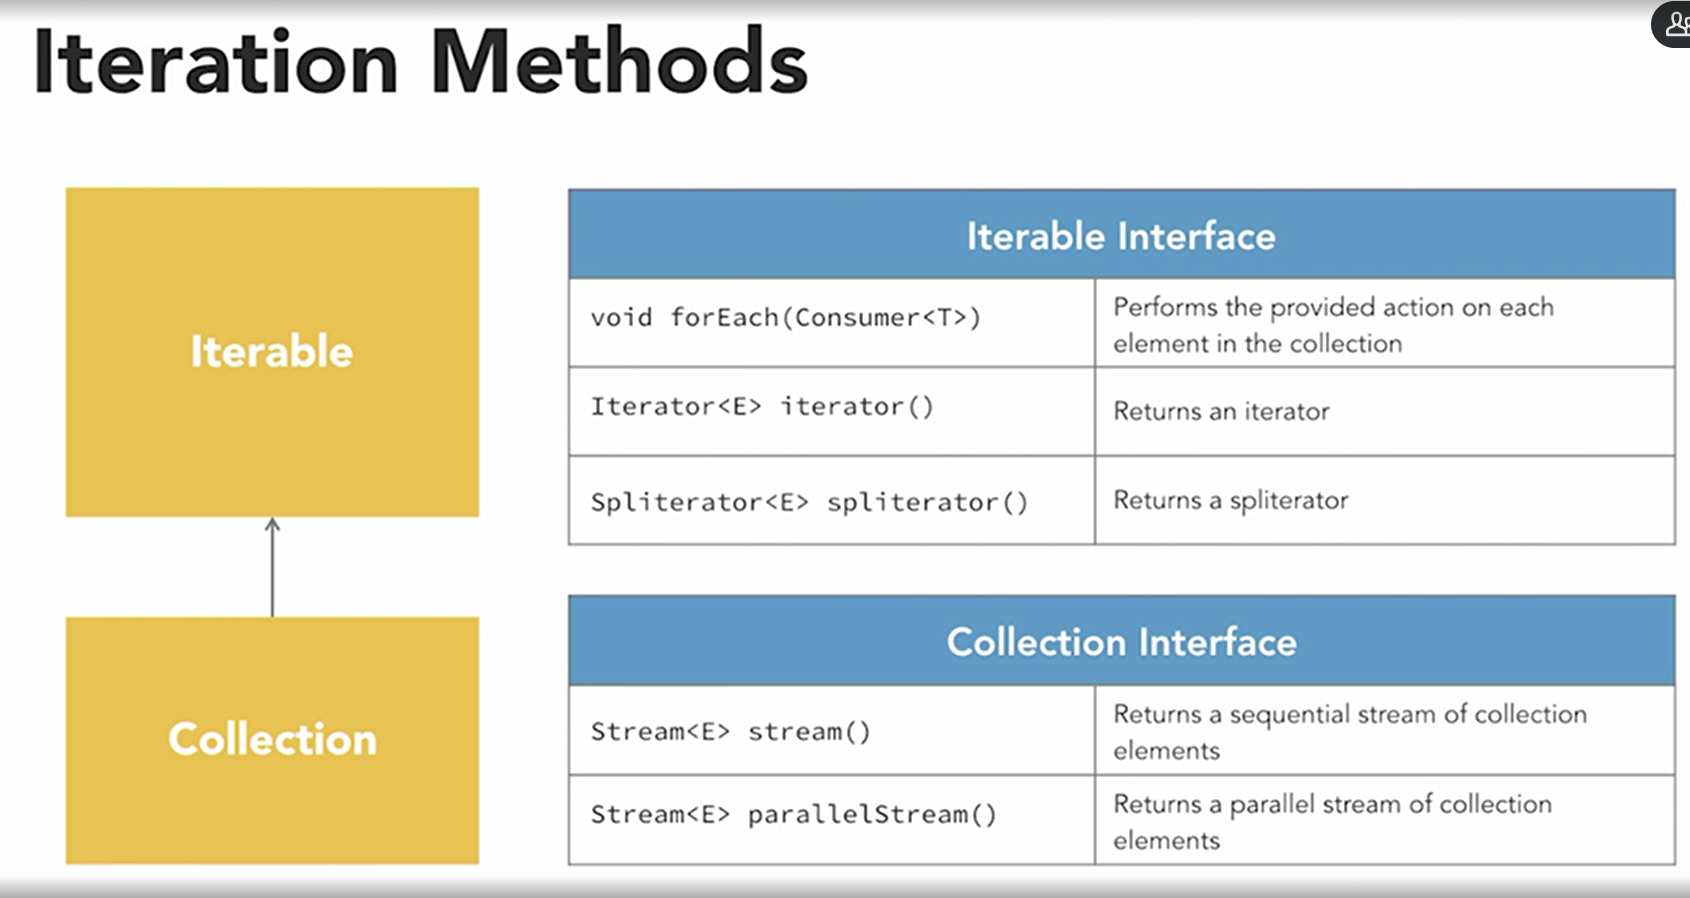 Iteration Methods
Iterable
Iterable Interface
void forEach(Consumer<T>)
Performs the provided action on each
element in the collection
Iterator<E> iterator()
Returns an iterator
Spliterator<E> spliterator()
Returns a spliterator
Collection
Collection Interface
Stream<E> stream()
Returns a sequential stream of collection
elements
Stream<E> parallelStream()
Returns a parallel stream of collection
elements